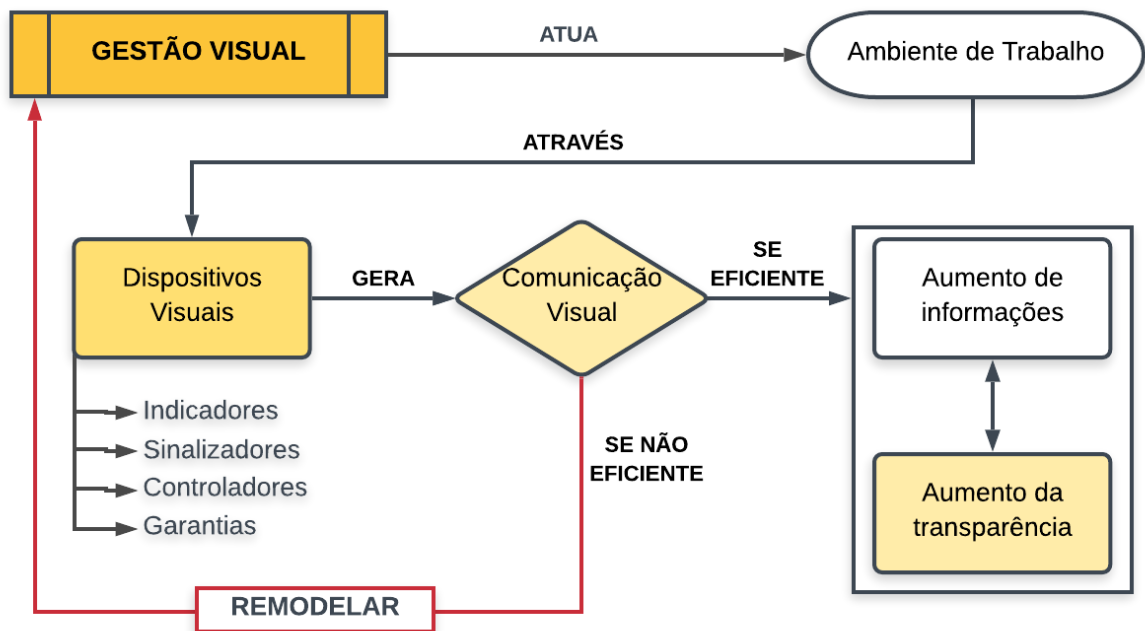 GESTÃO VISUAL
ATUA
Ambiente de Trabalho
ATRAVÉS
Dispositivos
Visuais
GERA
Comunicação
Visual
SE
EFICIENTE
Aumento de
informações
Indicadores
Sinalizadores
Controladores
Garantias
SE NÃO
EFICIENTE
Aumento da
transparência
REMODELAR